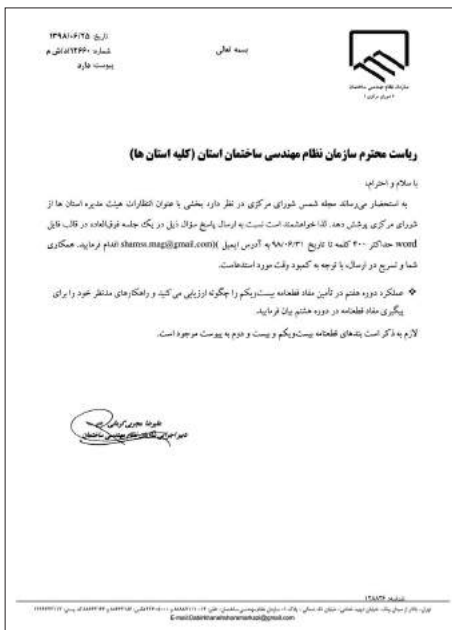 تاریخ: ۱۳۹۸/۰۶/۲۵
شماره: ۱۲۶۶۰/د/ش م
پیوست: دارد
بسمه تعالی
سازمان نظام مهندسی ساختمان
(شورای مرکزی)
ریاست محترم سازمان نظام مهندسی ساختمان استان (کلیه استان ها)
با سلام و احترام،
به استحضار می‌رساند مجله شمس شورای مرکزی در نظر دارد بخشی با عنوان انتظارات هیئت مدیره استان ها از
شورای مرکزی پرشش دهد. لذا خواهشمند است نسبت به ارسال پاسخ سؤال ذیل در یک جلسه فوق‌العاده در قالب فایل
word حداکثر ۴۰۰ کلمه تا تاریخ ۹۸/۰۶/۳۱ به آدرس ایمیل (shamss.mag@gmail.com) اقدام فرمایید. همکاری
شما و تسریع در ارسال، با توجه به کمبود وقت مورد استدعاست.
❖ عملکرد دوره هفتم در تأمین مفاد قطعنامه بیست‌ویکم را چگونه ارزیابی می کنید و راهکارهای مدنظر خود را برای
پیگیری مفاد قطعنامه در دوره هشتم بیان فرمایید.
لازم به ذکر است بندهای قطعنامه بیست‌ویکم و بیست و دوم به پیوست موجود است.
علیرضا
نظام مهندسی ساختمان